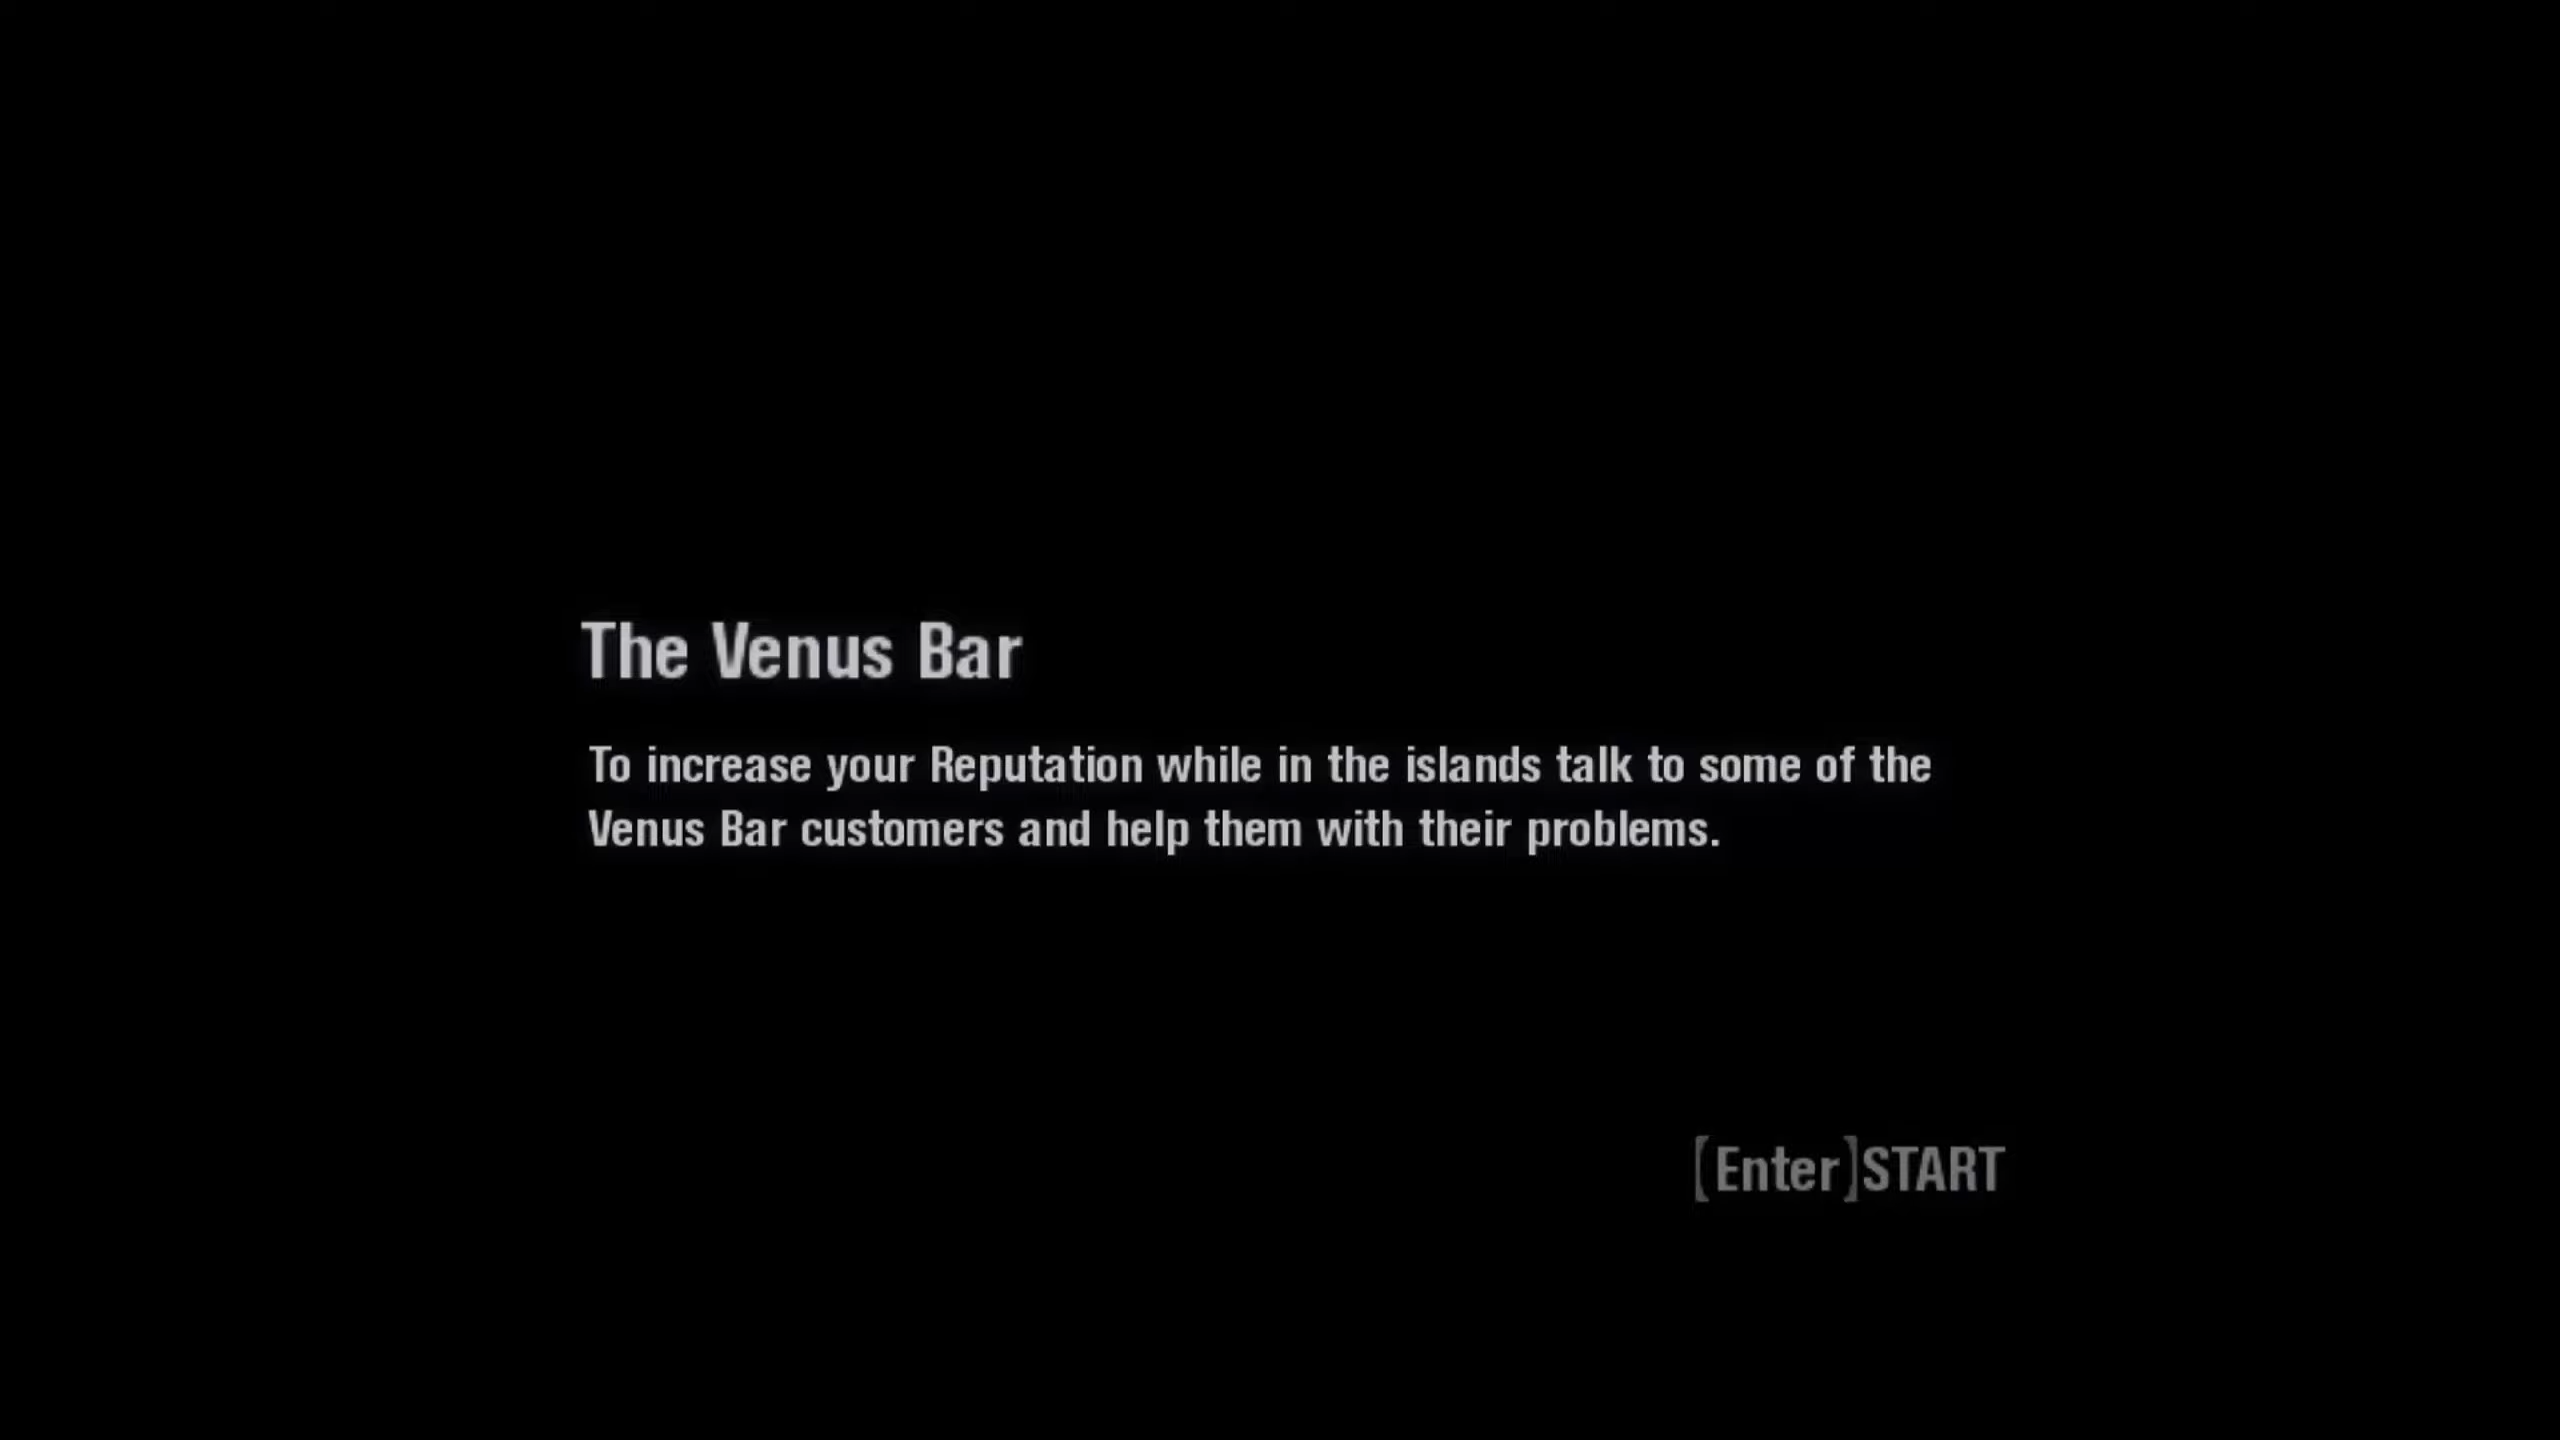 The Venus Bar
To increase your Reputation while in the islands talk to some of the
Venus Bar customers and help them with their problems.
[Enter]START